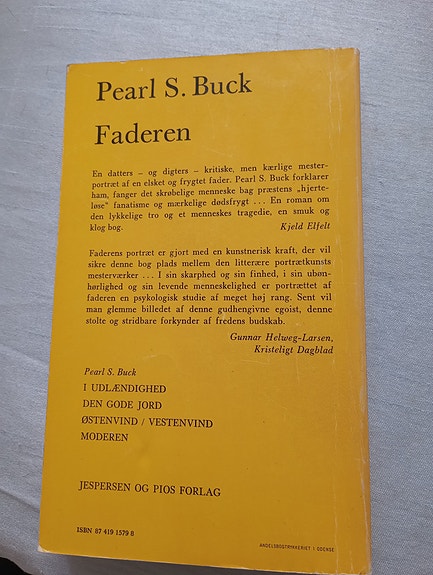 Pearl S. Buck
Faderen
En datters – og digters – kritiske, men kærlige mester-
portræt af en elsket og frygtet fader. Pearl S. Buck forklarer
ham, fanger det skrøbelige menneske bag præstens „hjerte-
løse" fanatisme og mærkelige dødsfrygt ... En roman om
den lykkelige tro og et menneskes tragedie, en smuk og
klog bog. Kjeld Elfelt
Faderens portræt er gjort med en kunstnerisk kraft, der vil
sikre denne bog plads mellem den litterære portrætkunsts
mesterværker ... I sin skarphed og sin finhed, i sin ubøn-
hørlighed og sin levende menneskelighed er portrættet af
faderen en psykologisk studie af meget høj rang. Sent vil
man glemme billedet af denne gudhengivne egoist, denne
stolte og stridbare forkynder af fredens budskab.
Gunnar Helweg-Larsen,
Kristeligt Dagblad
Pearl S. Buck
I UDLÆNDIGHED
DEN GODE JORD
ØSTENVIND / VESTENVIND
MODEREN
JESPERSEN OG PIOS FORLAG
ISBN 87 419 1579 8
ANDELSBOGTRYKKERIET I ODENSE